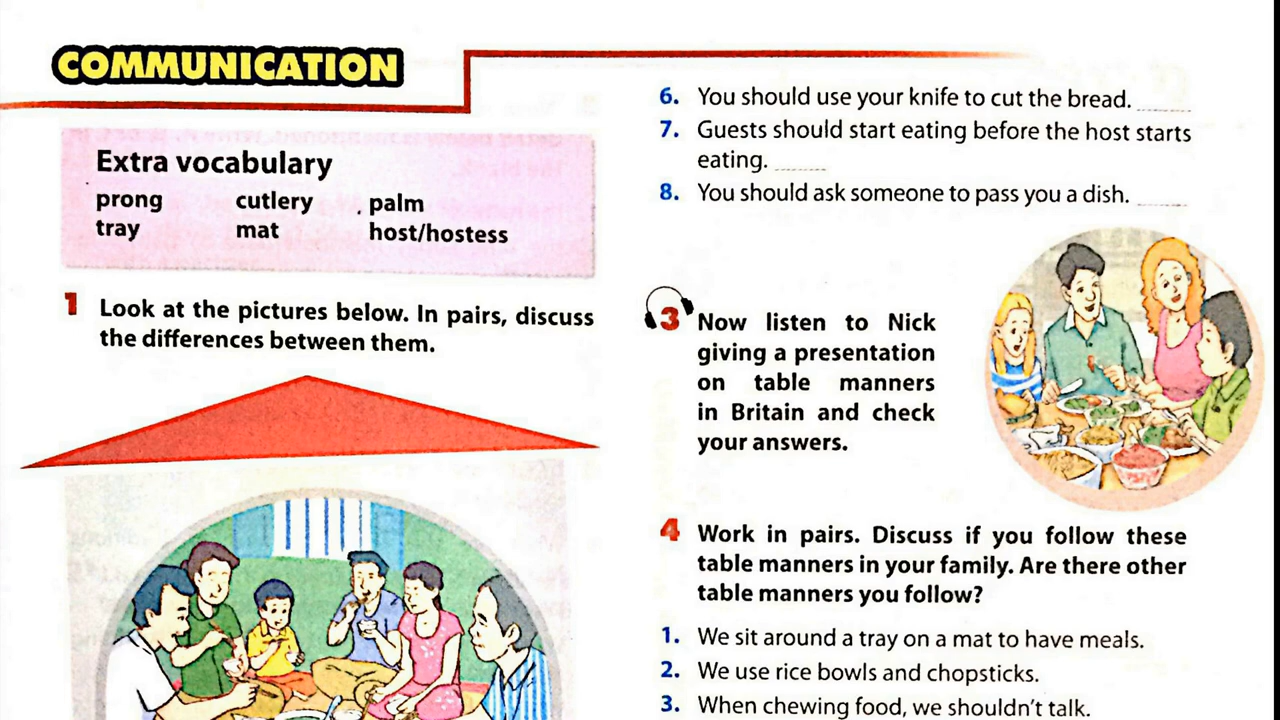 COMMUNICATION
Extra vocabulary
prong cutlery palm
tray mat host/hostess
1 Look at the pictures below. In pairs, discuss
the differences between them.
6. You should use your knife to cut the bread. ______
7. Guests should start eating before the host starts
eating. ______
8. You should ask someone to pass you a dish. ______
3 Now listen to Nick
giving a presentation
on table manners
in Britain and check
your answers.
4 Work in pairs. Discuss if you follow these
table manners in your family. Are there other
table manners you follow?
1. We sit around a tray on a mat to have meals.
2. We use rice bowls and chopsticks.
3. When chewing food, we shouldn't talk.